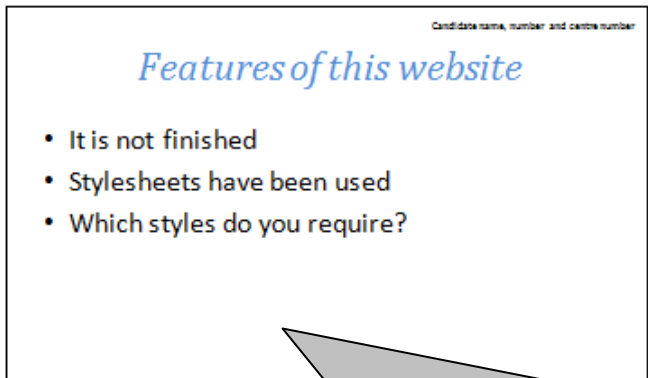 Candidate name, number and centre number
Features of this website
• It is not finished
• Stylesheets have been used
• Which styles do you require?